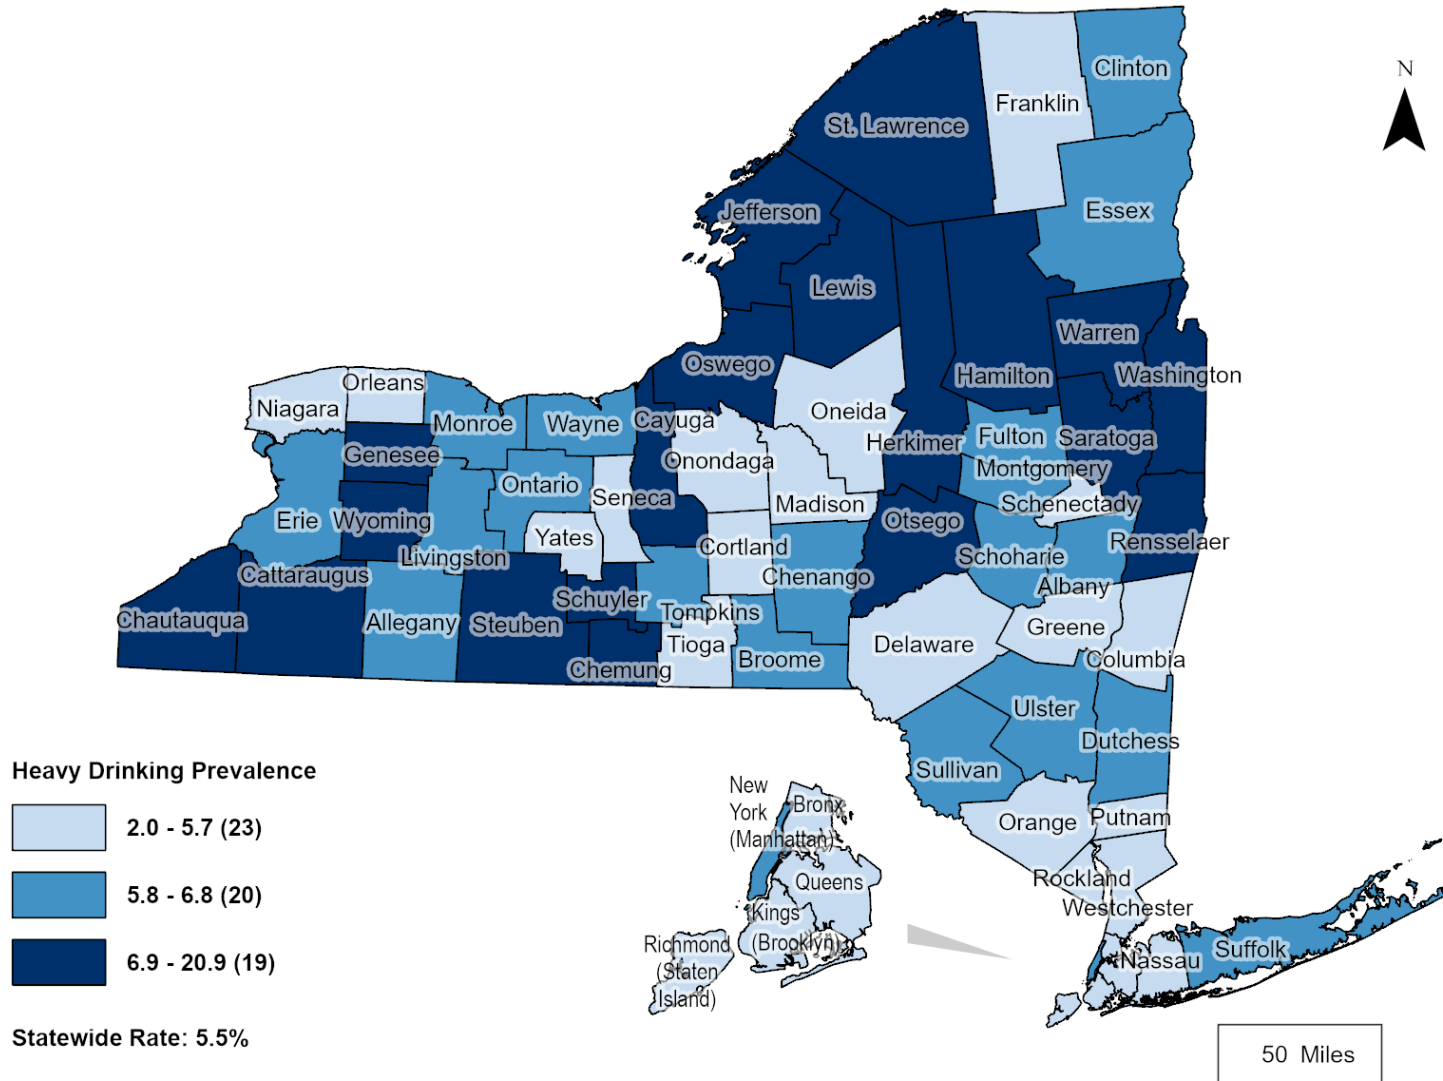 N
Clinton
Franklin
St. Lawrence
Essex
Jefferson
Lewis
Warren
Oswego
Hamilton
Washington
Orleans
Niagara
Oneida
Monroe
Wayne
Cayuga
Herkimer
Fulton
Saratoga
Genesee
Onondaga
Montgomery
Ontario
Seneca
Madison
Schenectady
Erie
Wyoming
Otsego
Yates
Cortland
Rensselaer
Livingston
Schoharie
Cattaraugus
Chenango
Albany
Schuyler
Tompkins
Chautauqua
Allegany
Steuben
Greene
Tioga
Delaware
Broome
Columbia
Chemung
Ulster
Dutchess
Sullivan
Heavy Drinking Prevalence
2.0 - 5.7 (23)
5.8 - 6.8 (20)
6.9 - 20.9 (19)
Statewide Rate: 5.5%
New
York
(Manhattan)
Bronx
Queens
Kings
(Brooklyn)
Richmond
(Staten
Island)
Orange
Putnam
Rockland
Westchester
Nassau
Suffolk
50 Miles